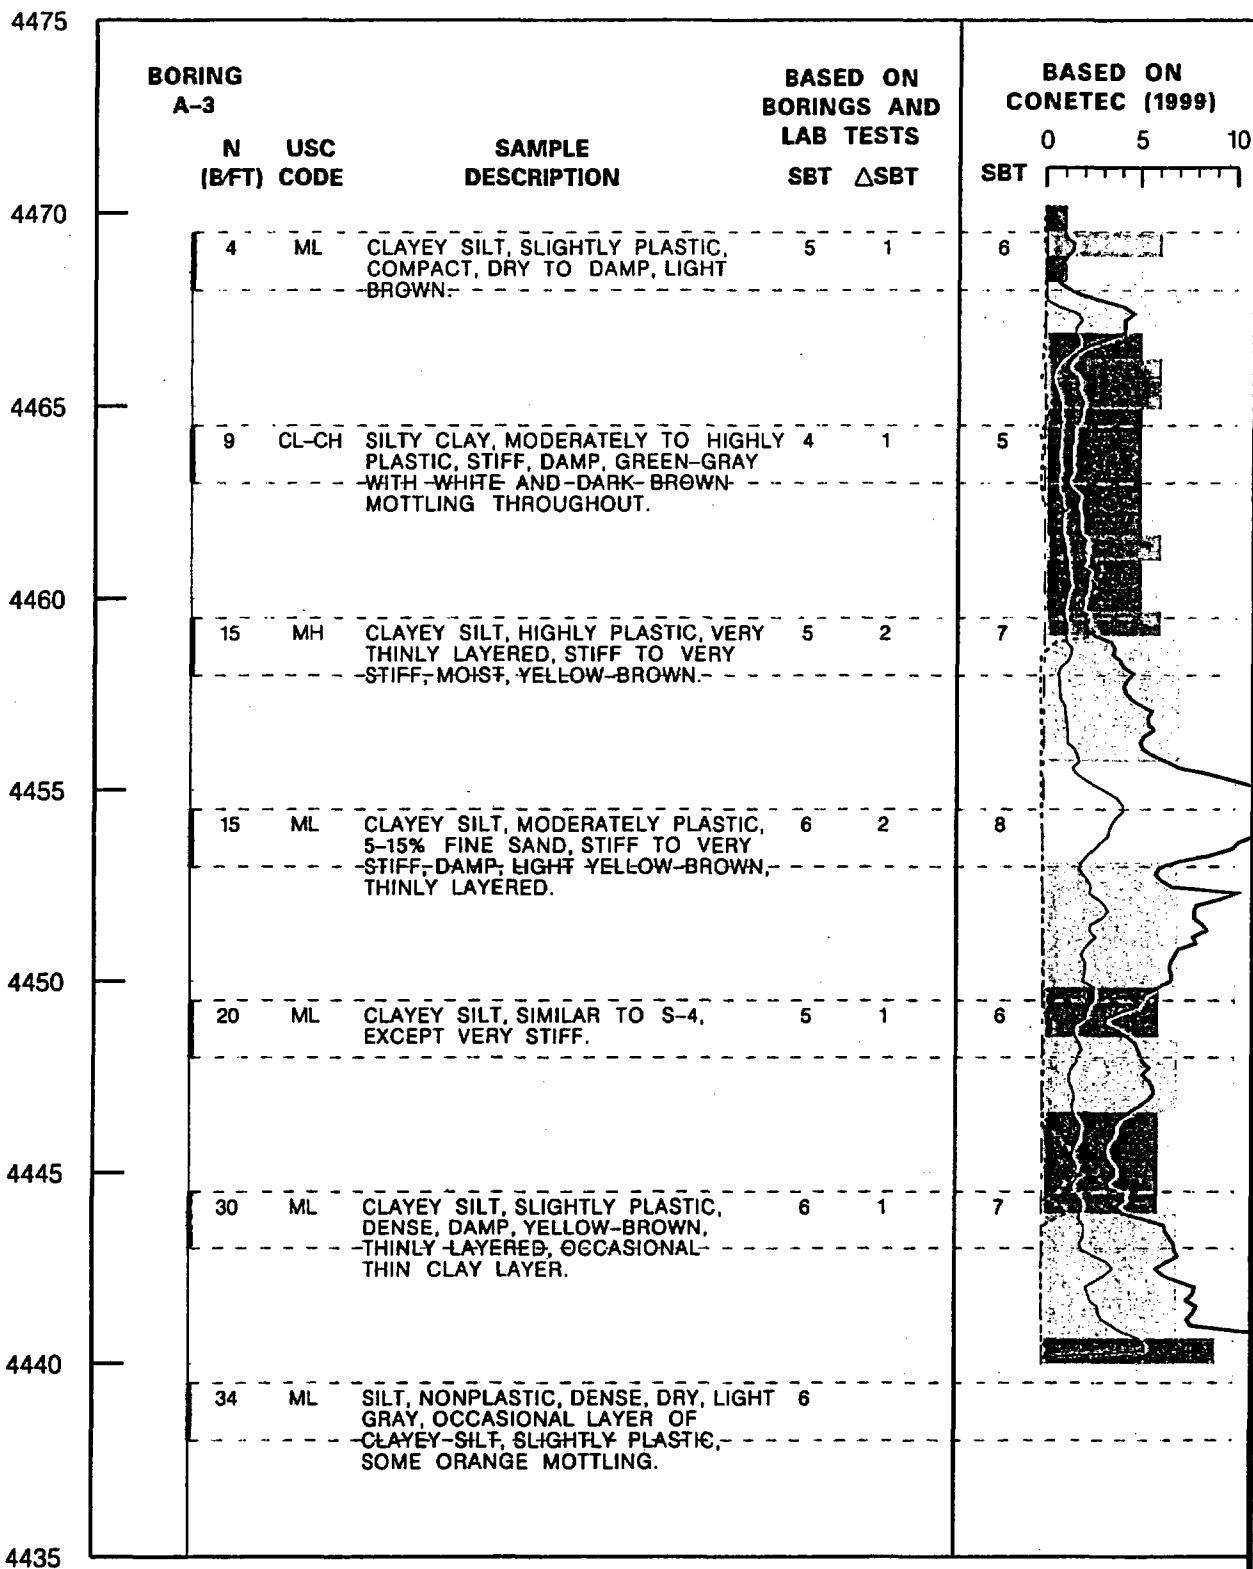 4475
BORING
A-3
BASED ON
BORINGS AND
LAB TESTS
BASED ON
CONETEC (1999)
0 5 10
N
(B/FT)
USC
CODE
SAMPLE
DESCRIPTION
SBT ΔSBT
SBT
4470
4 ML CLAYEY SILT, SLIGHTLY PLASTIC, 5 1 6
COMPACT, DRY TO DAMP, LIGHT
BROWN.
4465
9 CL-CH SILTY CLAY, MODERATELY TO HIGHLY 4 1 5
PLASTIC, STIFF, DAMP, GREEN-GRAY
WITH WHITE AND DARK BROWN
MOTTLING THROUGHOUT.
4460
15 MH CLAYEY SILT, HIGHLY PLASTIC, VERY 5 2 7
THINLY LAYERED, STIFF TO VERY
STIFF, MOIST, YELLOW-BROWN.
4455
15 ML CLAYEY SILT, MODERATELY PLASTIC, 6 2 8
5-15% FINE SAND, STIFF TO VERY
STIFF, DAMP, LIGHT YELLOW-BROWN,
THINLY LAYERED.
4450
20 ML CLAYEY SILT, SIMILAR TO S-4, 5 1 6
EXCEPT VERY STIFF.
4445
30 ML CLAYEY SILT, SLIGHTLY PLASTIC, 6 1 7
DENSE, DAMP, YELLOW-BROWN,
THINLY LAYERED, OCCASIONAL
THIN CLAY LAYER.
4440
34 ML SILT, NONPLASTIC, DENSE, DRY, LIGHT 6
GRAY, OCCASIONAL LAYER OF
CLAYEY SILT, SLIGHTLY PLASTIC,
SOME ORANGE MOTTLING.
4435